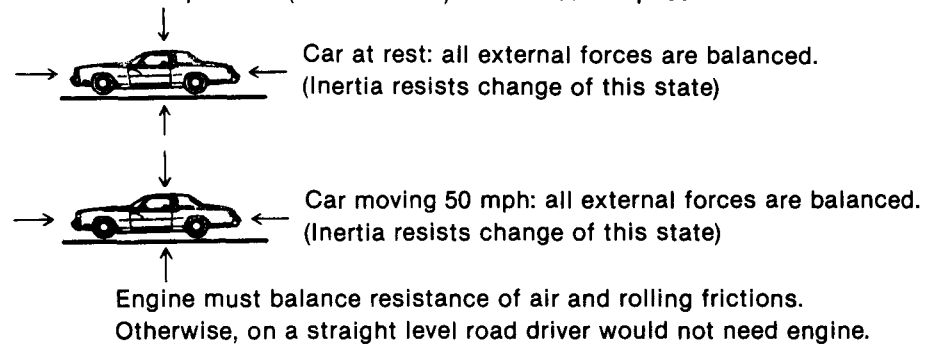 Car at rest: all external forces are balanced.
(Inertia resists change of this state)
Car moving 50 mph: all external forces are balanced.
(Inertia resists change of this state)
Engine must balance resistance of air and rolling frictions.
Otherwise, on a straight level road driver would not need engine.